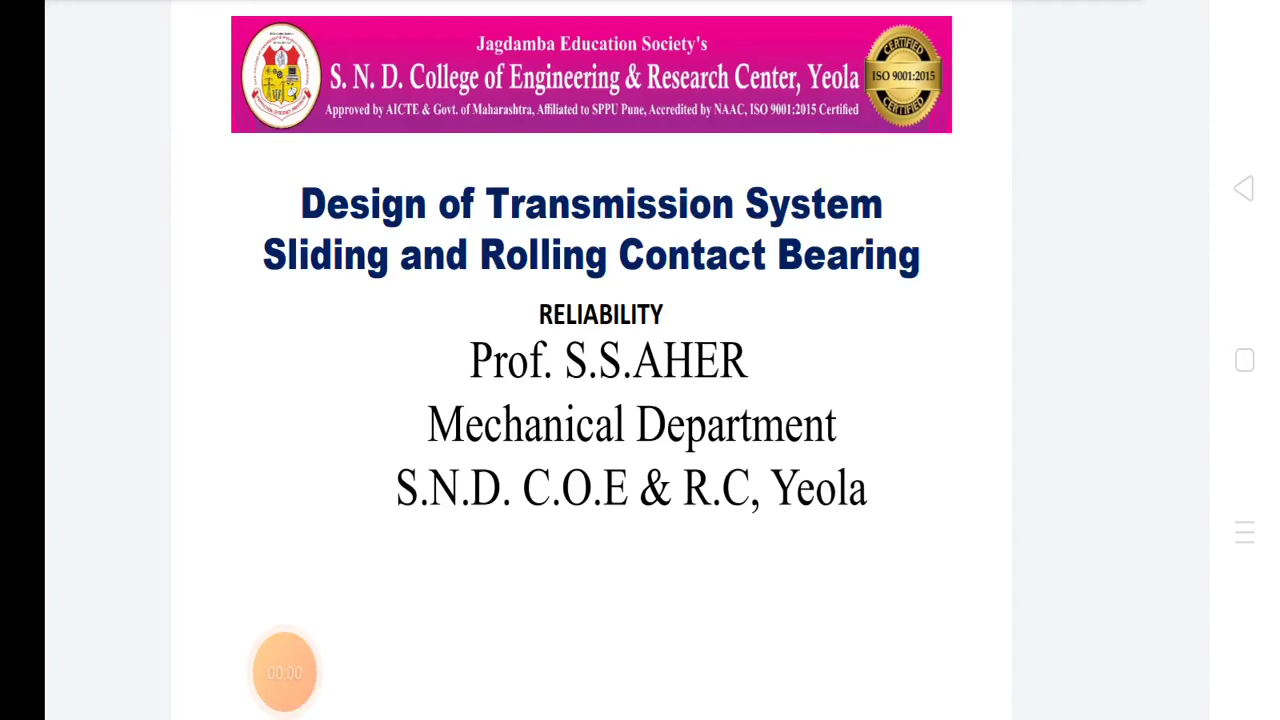 Jagdamba Education Society's
S. N. D. College of Engineering & Research Center, Yeola
Approved by AICTE & Govt. of Maharashtra, Affiliated to SPPU Pune, Accredited by NAAC, ISO 9001:2015 Certified
CERTIFIED
ISO 9001:2015
CERTIFIED
Design of Transmission System
Sliding and Rolling Contact Bearing
RELIABILITY
Prof. S.S.AHER
Mechanical Department
S.N.D. C.O.E & R.C, Yeola
00:00